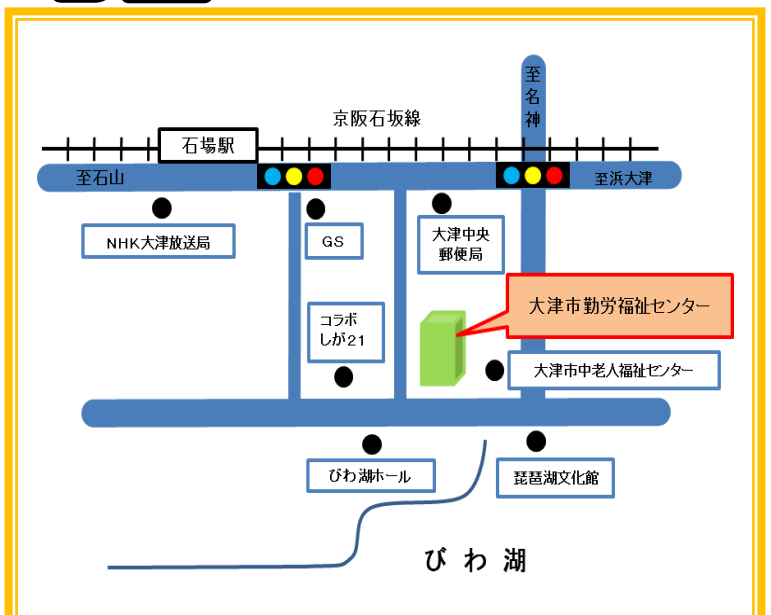 至名神
京阪石坂線
石場駅
至石山
至浜大津
NHK大津放送局
GS
大津中央
郵便局
大津市勤労福祉センター
コラボ
しが21
大津市中老人福祉センター
びわ湖ホール
琵琶湖文化館
びわ湖